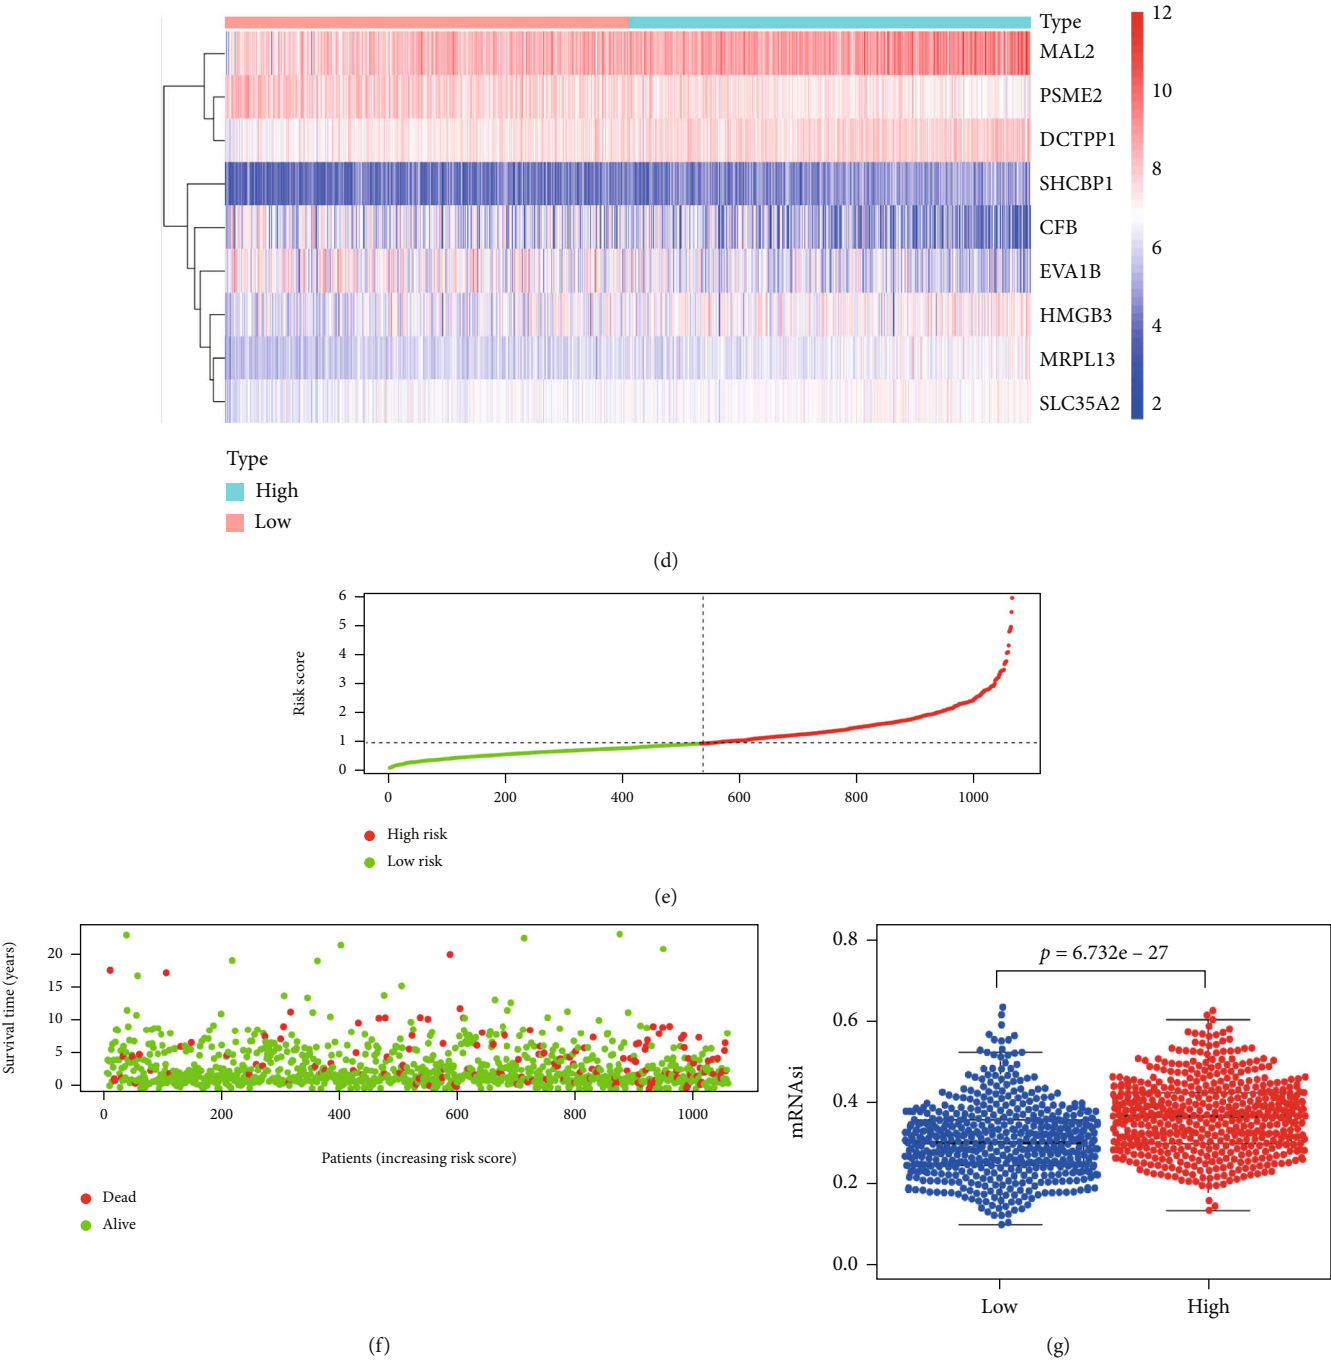 Type
MAL2
PSME2
DCTPP1
SHCBP1
CFB
EVA1B
HMGB3
MRPL13
SLC35A2
12
10
8
6
4
2
Type
High
Low
(d)
Risk score
6
5
4
3
2
1
0
0 200 400 600 800 1000
High risk
Low risk
(e)
Survival time (years)
20
15
10
5
0
0 200 400 600 800 1000
Patients (increasing risk score)
Dead
Alive
(f)
mRNAsi
0.8
0.6
0.4
0.2
0.0
p = 6.732e – 27
Low High
(g)